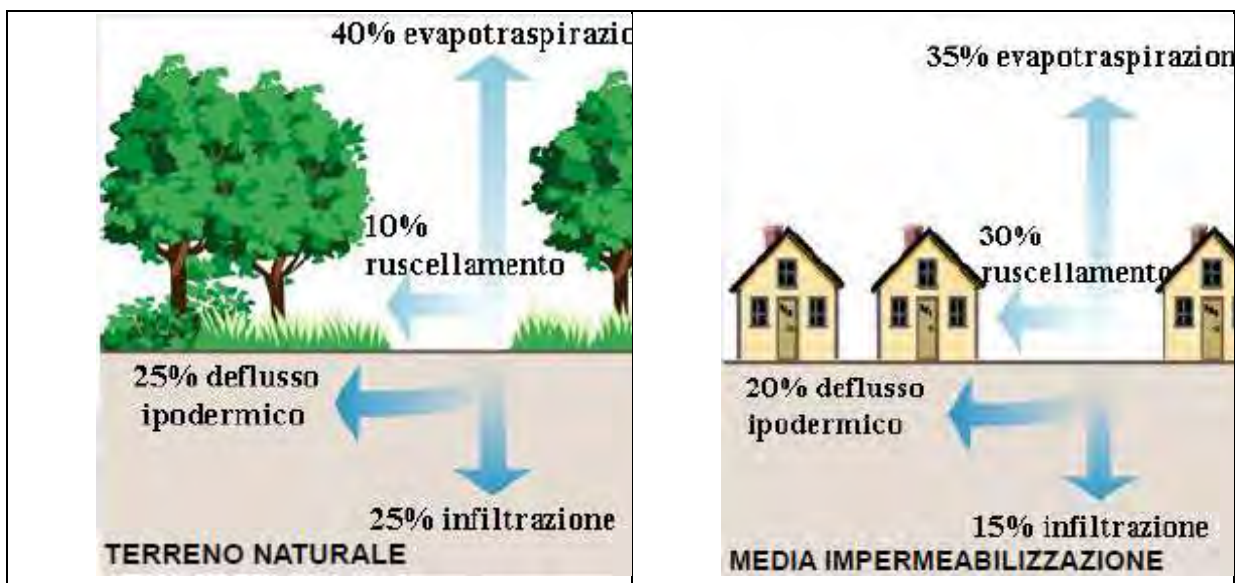 40% evapotraspirazio
10%
ruscellamento
25% deflusso
ipodermico
25% infiltrazione
TERRENO NATURALE
35% evapotraspirazion
30%
ruscellamento
20% deflusso
ipodermico
15% infiltrazione
MEDIA IMPERMEABILIZZAZIONE